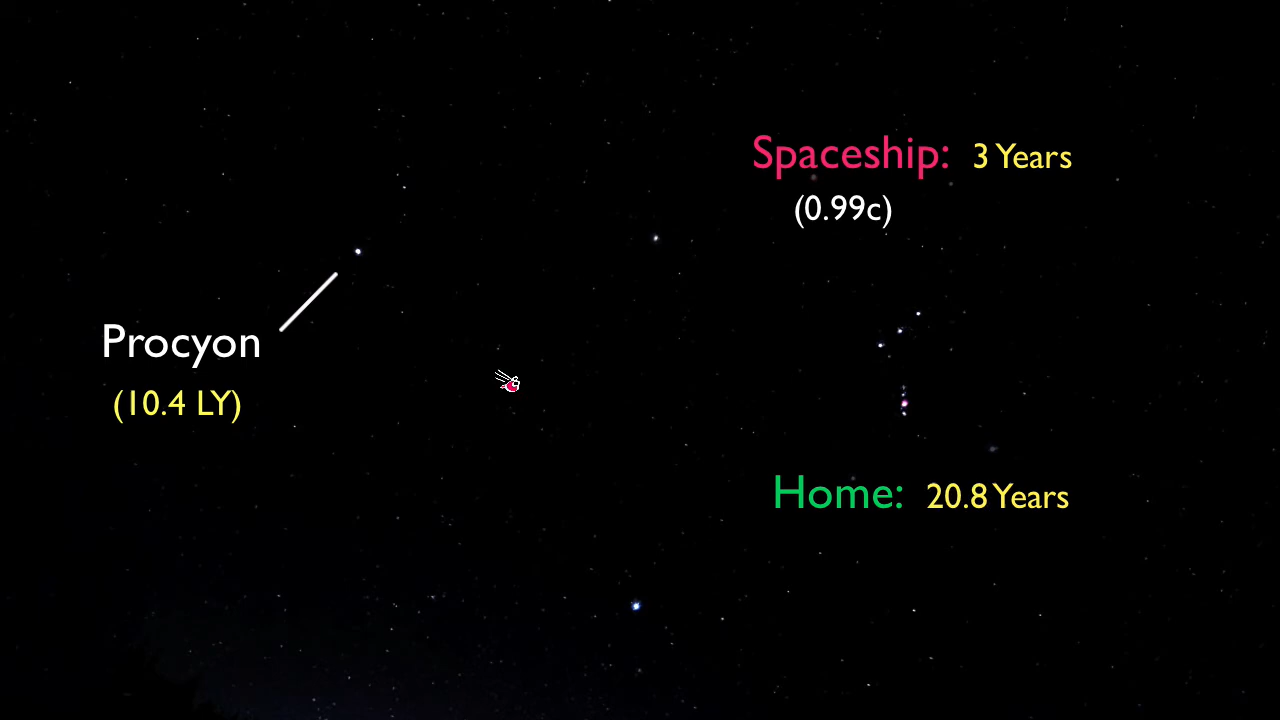 Spaceship: 3 Years
(0.99c)
Procyon
(10.4 LY)
Home: 20.8 Years